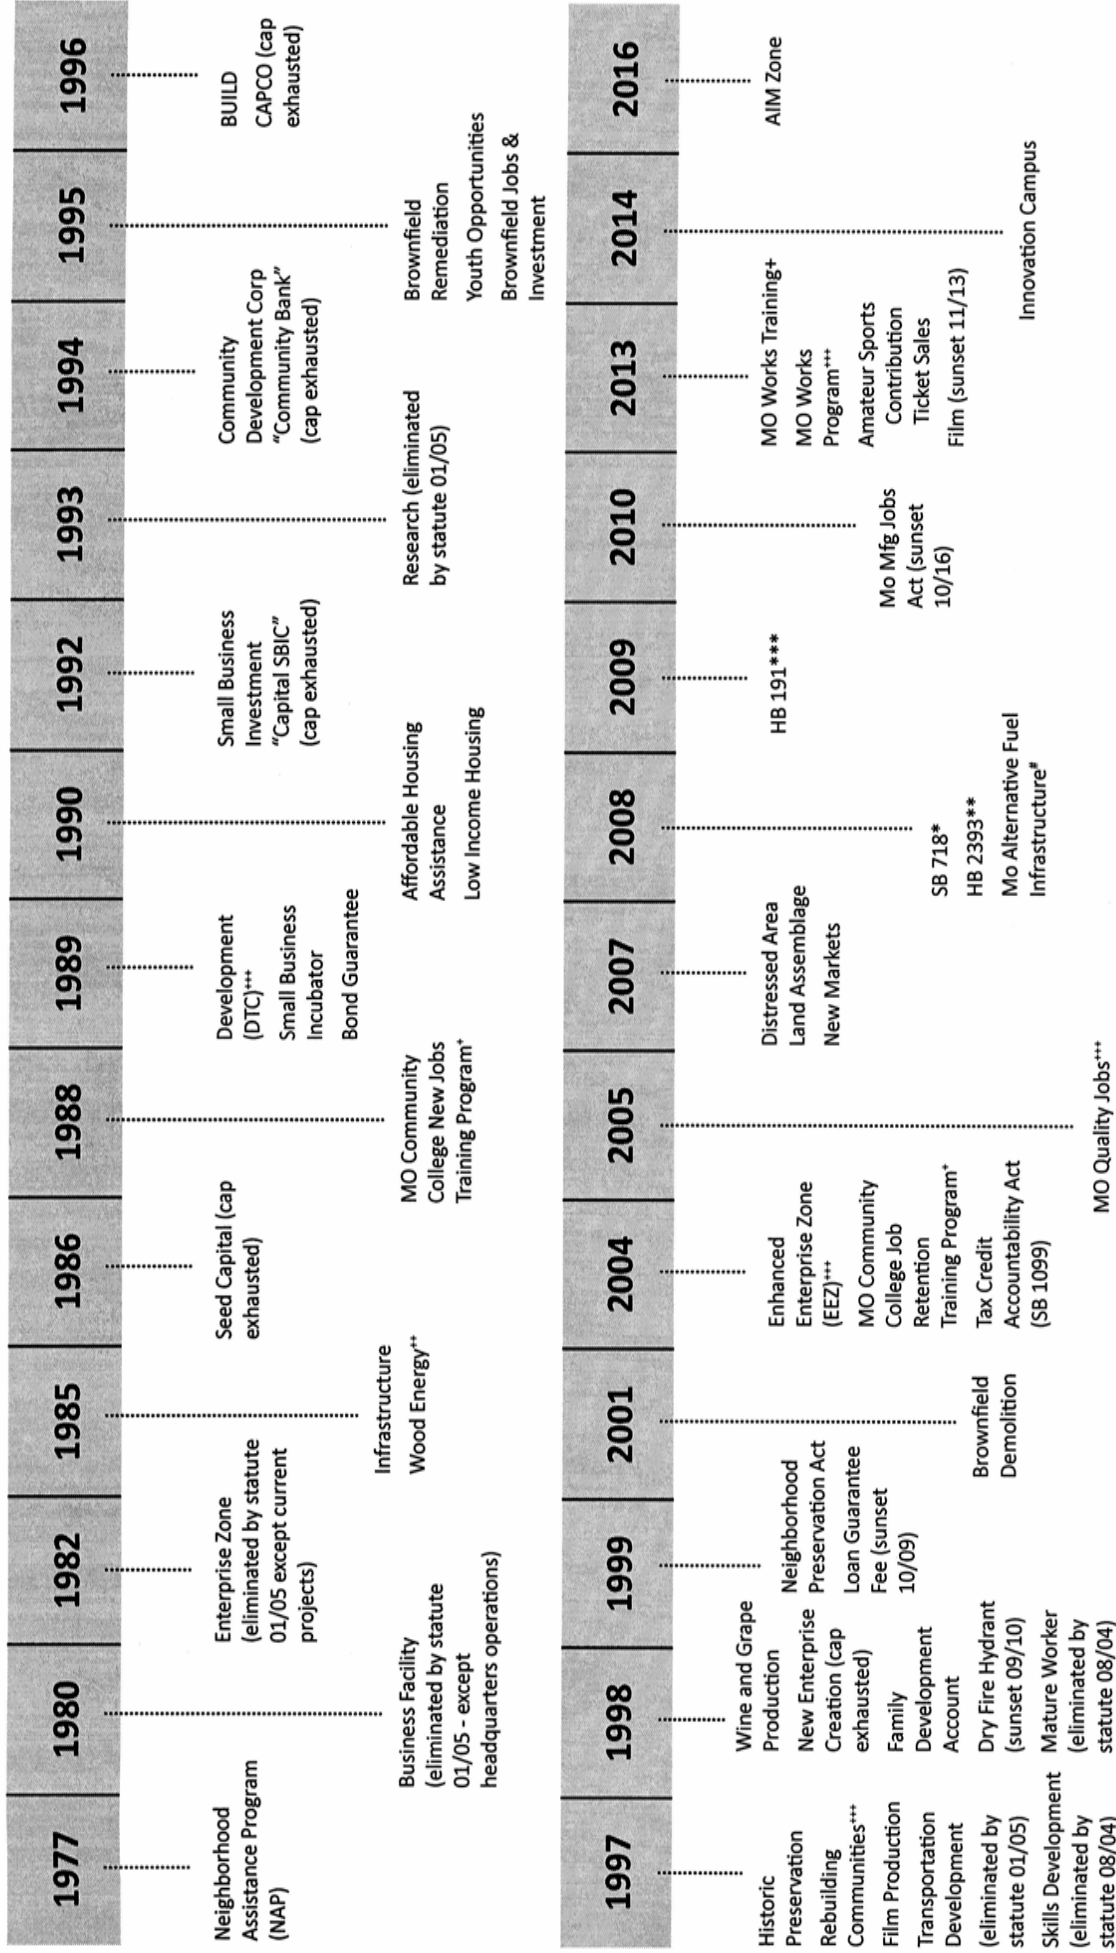 1977
Neighborhood
Assistance Program
(NAP)
1980
Business Facility
(eliminated by statute
01/05 - except
headquarters operations)
1982
Enterprise Zone
(eliminated by statute
01/05 except current
projects)
1985
Infrastructure
Wood Energy++
1986
Seed Capital (cap
exhausted)
1988
MO Community
College New Jobs
Training Program+
1989
Development
(DTC)+++
Small Business
Incubator
Bond Guarantee
1990
Affordable Housing
Assistance
Low Income Housing
1992
Small Business
Investment
“Capital SBIC”
(cap exhausted)
1993
Research (eliminated
by statute 01/05)
1994
Community
Development Corp
“Community Bank”
(cap exhausted)
1995
Brownfield
Remediation
Youth Opportunities
Brownfield Jobs &
Investment
1996
BUILD
CAPCO (cap
exhausted)
1997
Historic
Preservation
Rebuilding
Communities+++
Film Production
Transportation
Development
(eliminated by
statute 01/05)
Skills Development
(eliminated by
statute 08/04)
1998
Wine and Grape
Production
New Enterprise
Creation (cap
exhausted)
Family
Development
Account
Dry Fire Hydrant
(sunset 09/10)
Mature Worker
(eliminated by
statute 08/04)
1999
Neighborhood
Preservation Act
Loan Guarantee
Fee (sunset
10/09)
2001
Brownfield
Demolition
2004
Enhanced
Enterprise Zone
(EEZ)+++
MO Community
College Job
Retention
Training Program+
Tax Credit
Accountability Act
(SB 1099)
2005
MO Quality Jobs+++
2007
Distressed Area
Land Assemblage
New Markets
2008
SB 718*
HB 2393**
Mo Alternative Fuel
Infrastructure#
2009
HB 191***
2010
Mo Mfg Jobs
Act (sunset
10/16)
2013
MO Works Training+
MO Works
Program+++
Amateur Sports
Contribution
Ticket Sales
Film (sunset 11/13)
2014
Innovation Campus
2016
AIM Zone